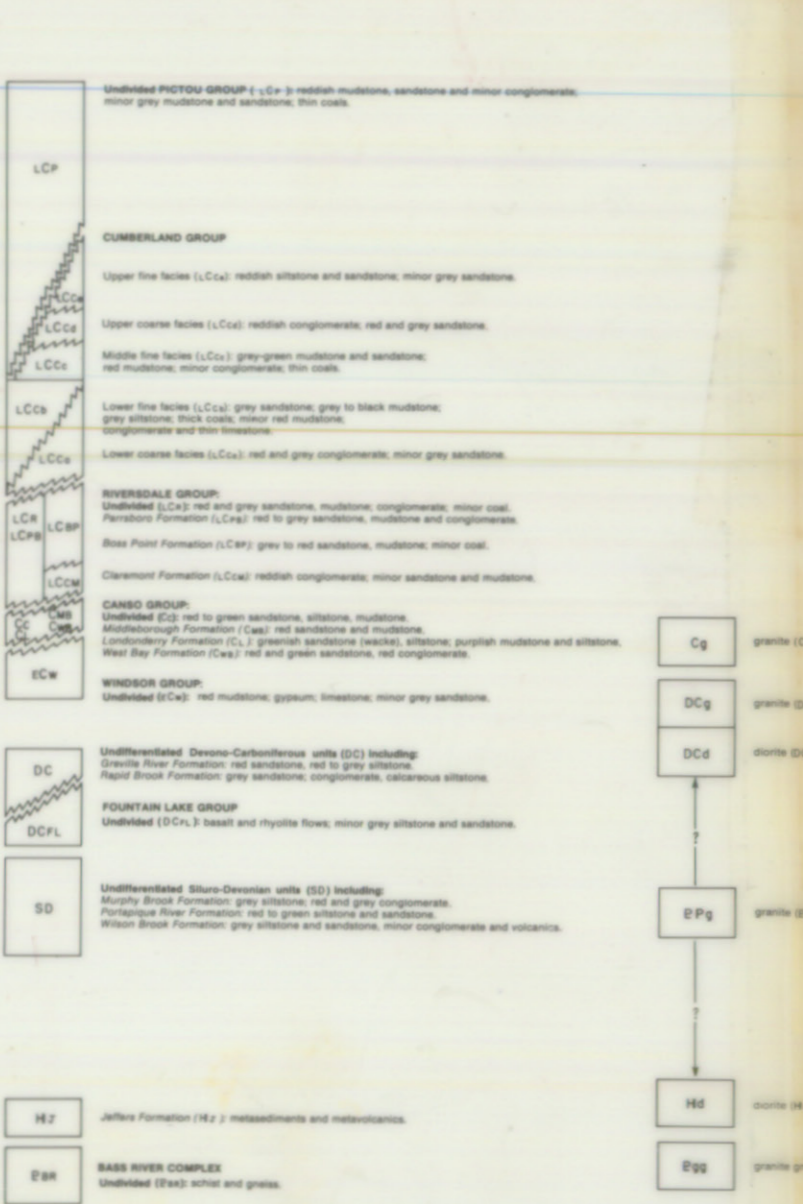 Undivided PICTOU GROUP ( LCP ): reddish mudstone, sandstone and minor conglomerate;
minor grey mudstone and sandstone; thin coals.
LCP
CUMBERLAND GROUP
Upper fine facies (LCCe): reddish siltstone and sandstone; minor grey sandstone.
LCCe
Upper coarse facies (LCCd): reddish conglomerate; red and grey sandstone.
LCCd
Middle fine facies (LCCc): grey-green mudstone and sandstone;
red mudstone; minor conglomerate; thin coals.
LCCc
Lower fine facies (LCCb): grey sandstone; grey to black mudstone;
grey siltstone; thick coals; minor red mudstone;
conglomerate and thin limestone.
LCCb
Lower coarse facies (LCCa): red and grey conglomerate; minor grey sandstone.
LCCa
RIVERSDALE GROUP:
Undivided (LCR): red and grey sandstone, mudstone; conglomerate; minor coal.
Parrsboro Formation (LCPB): red to grey sandstone, mudstone and conglomerate.
LCR
LCPB
LCBP
Boss Point Formation (LCBP): grey to red sandstone, mudstone; minor coal.
Claremont Formation (LCCM): reddish conglomerate; minor sandstone and mudstone.
LCCM
CANSO GROUP:
Undivided (Cc): red to green sandstone, siltstone, mudstone.
Middleborough Formation (CMB): red sandstone and mudstone.
Londonderry Formation (CL): greenish sandstone (wacke), siltstone; purplish mudstone and siltstone.
West Bay Formation (CWB): red and green sandstone, red conglomerate.
Cc
CMB
CWB
Cg
granite (
WINDSOR GROUP:
Undivided (ECW): red mudstone; gypsum; limestone; minor grey sandstone.
ECW
DCg
granite (D
DCd
diorite (D
Undifferentiated Devono-Carboniferous units (DC) including:
Greville River Formation: red sandstone, red to grey siltstone.
Rapid Brook Formation: grey sandstone; conglomerate, calcareous siltstone.
DC
FOUNTAIN LAKE GROUP
Undivided (DCFL): basalt and rhyolite flows; minor grey siltstone and sandstone.
DCFL
?
Undifferentiated Siluro-Devonian units (SD) including:
Murphy Brook Formation: grey siltstone; red and grey conglomerate.
Portapique River Formation: red to green siltstone and sandstone.
Wilson Brook Formation: grey siltstone and sandstone, minor conglomerate and volcanics.
SD
ԐPg
granite (
?
Hd
diorite (H
HJ
Jeffers Formation (HJ): metasediments and metavolcanics.
BASS RIVER COMPLEX
Undivided (ԐBR): schist and gneiss.
ԐBR
Ԑgg
granite